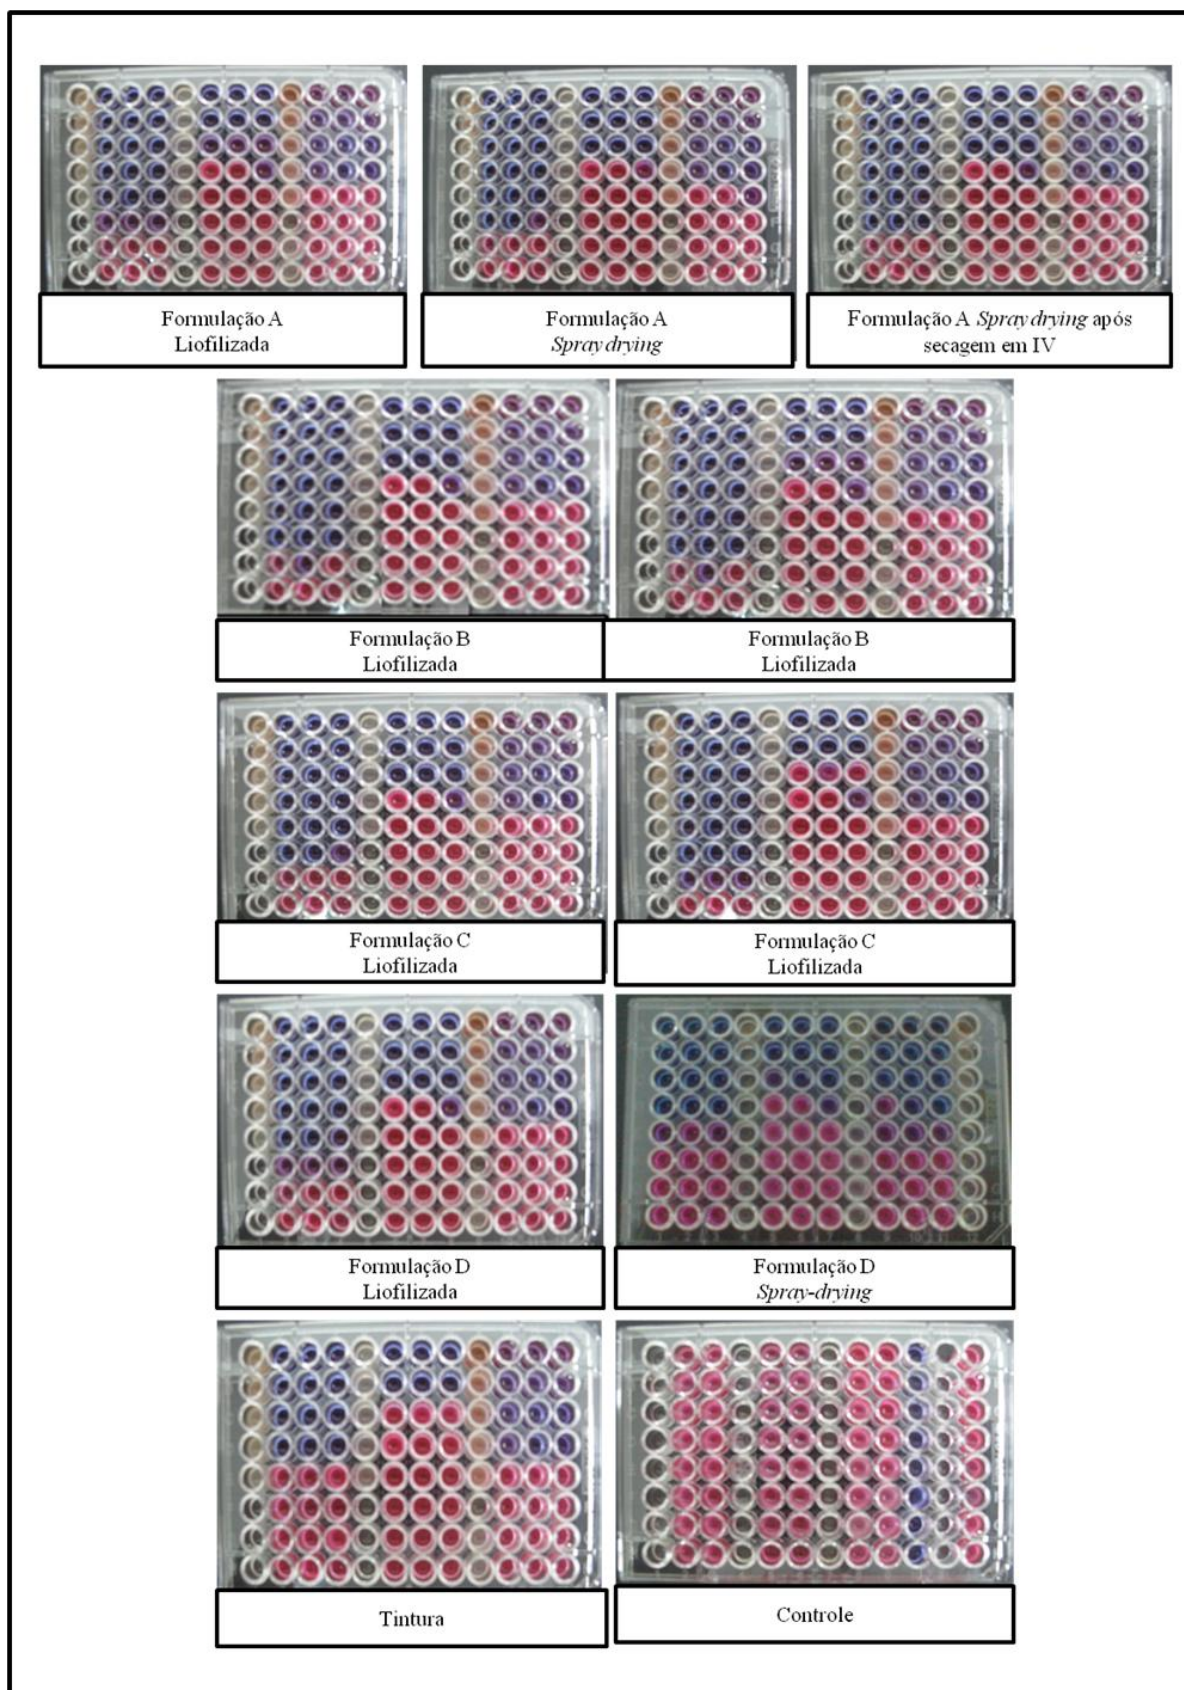 Formulação A
Liofilizada
Formulação A
Spray drying
Formulação A Spray drying após
secagem em IV
Formulação B
Liofilizada
Formulação B
Liofilizada
Formulação C
Liofilizada
Formulação C
Liofilizada
Formulação D
Liofilizada
Formulação D
Spray-drying
Tintura
Controle